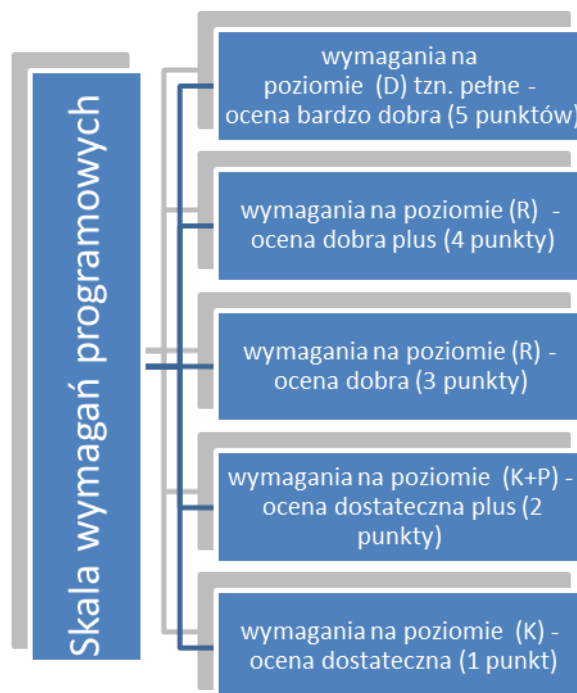 Skala wymagań programowych
wymagania na
poziomie (D) tzn. pełne -
ocena bardzo dobra (5 punktów)
wymagania na poziomie (R) -
ocena dobra plus (4 punkty)
wymagania na poziomie (R) -
ocena dobra (3 punkty)
wymagania na poziomie (K+P) -
ocena dostateczna plus (2
punkty)
wymagania na poziomie (K) -
ocena dostateczna (1 punkt)